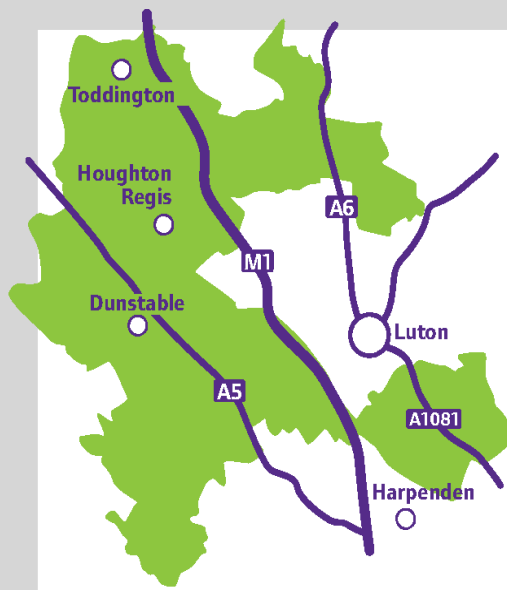 Toddington
Houghton
Regis
A6
M1
Dunstable
Luton
A5
A1081
Harpenden